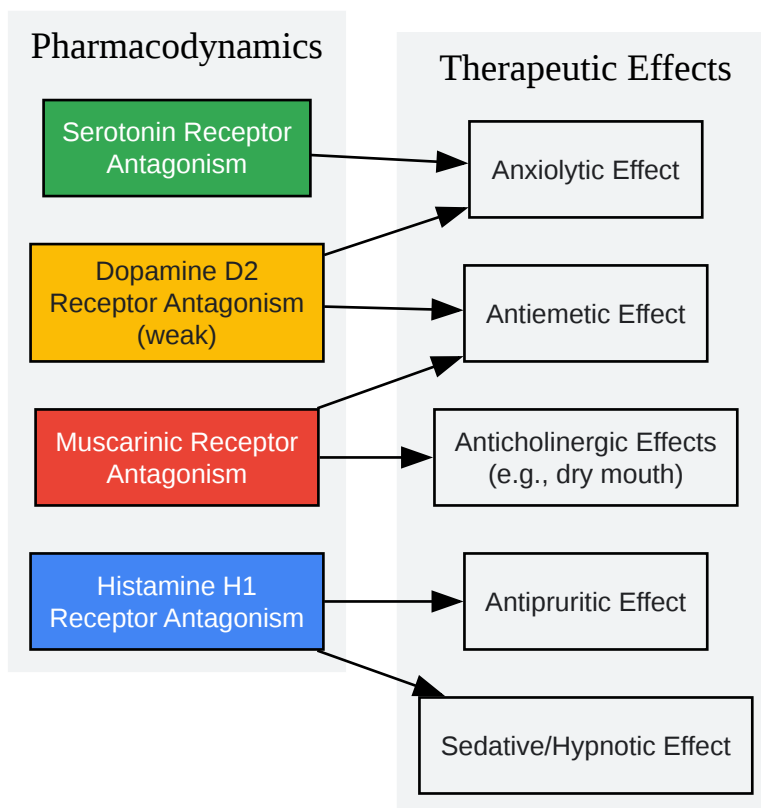 Pharmacodynamics
Serotonin Receptor
Antagonism
Dopamine D2
Receptor Antagonism
(weak)
Muscarinic Receptor
Antagonism
Histamine H1
Receptor Antagonism
Therapeutic Effects
Anxiolytic Effect
Antiemetic Effect
Anticholinergic Effects
(e.g., dry mouth)
Antipruritic Effect
Sedative/Hypnotic Effect